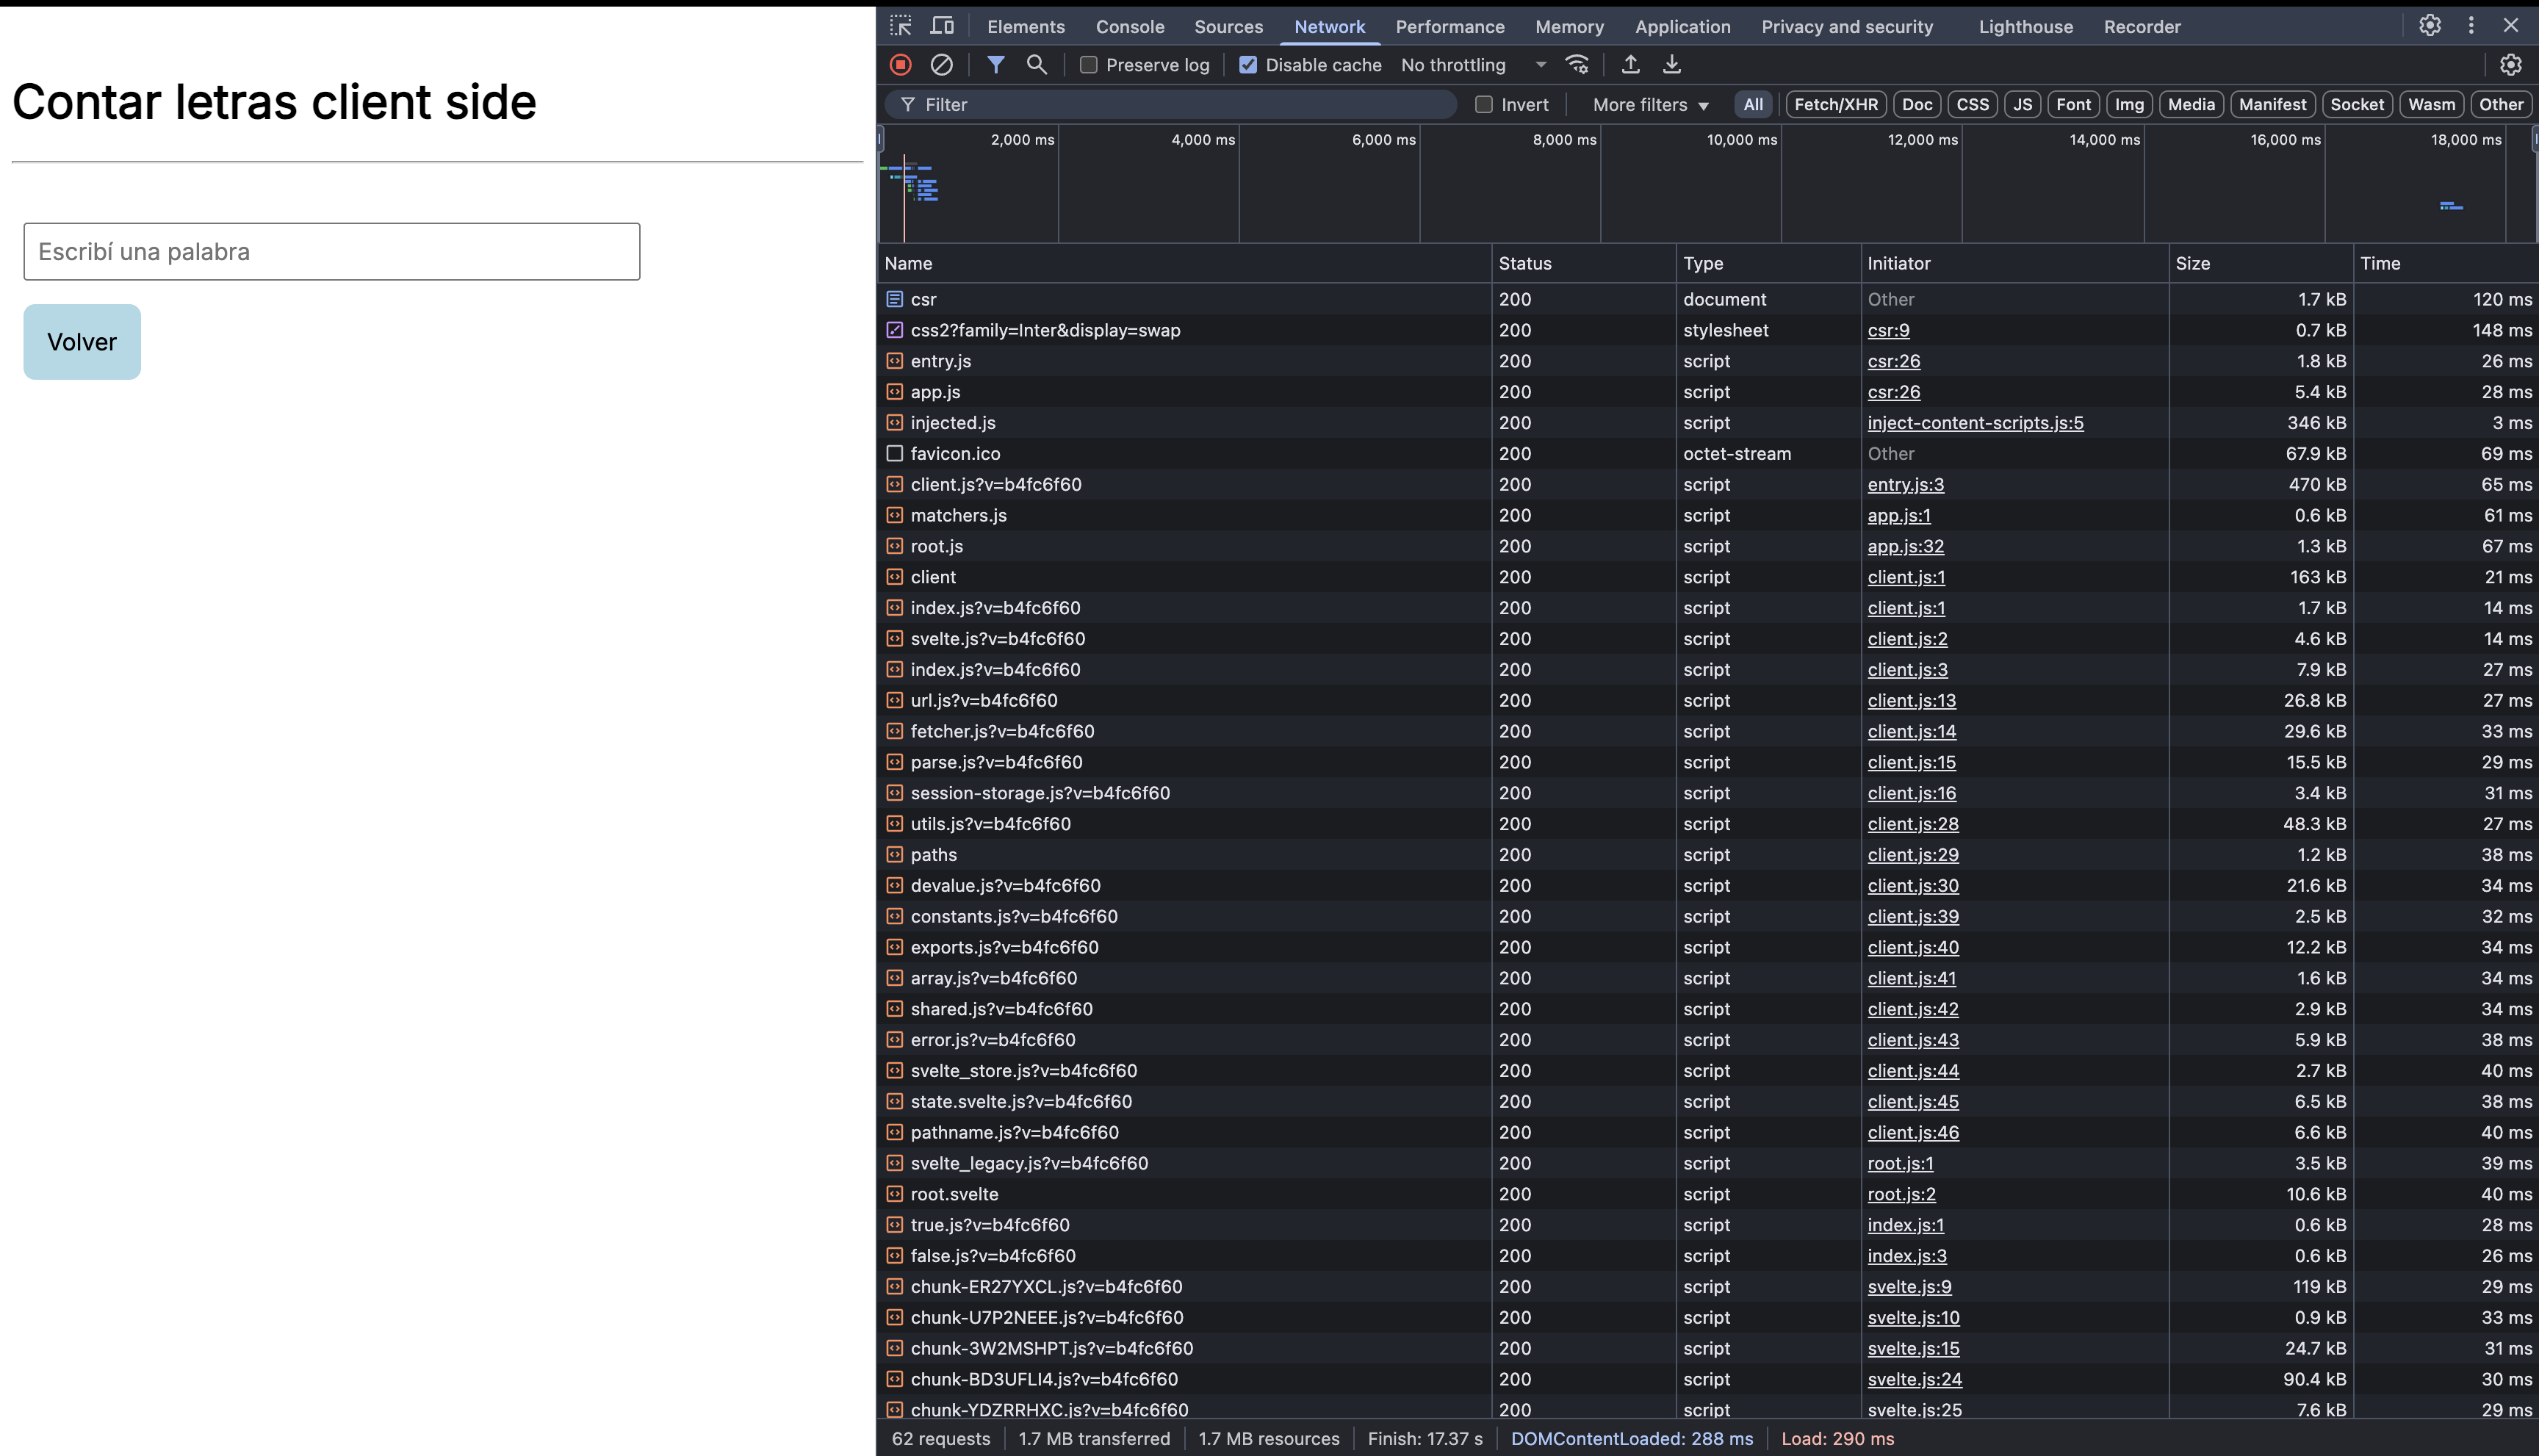 Contar letras client side
Escribí una palabra
Volver
Elements Console Sources Network Performance Memory Application Privacy and security Lighthouse Recorder
Preserve log Disable cache No throttling
Filter Invert More filters All Fetch/XHR Doc CSS JS Font Img Media Manifest Socket Wasm Other
2,000 ms 4,000 ms 6,000 ms 8,000 ms 10,000 ms 12,000 ms 14,000 ms 16,000 ms 18,000 ms
Name Status Type Initiator Size Time
csr 200 document Other 1.7 kB 120 ms
css2?family=Inter&display=swap 200 stylesheet csr:9 0.7 kB 148 ms
entry.js 200 script csr:26 1.8 kB 26 ms
app.js 200 script csr:26 5.4 kB 28 ms
injected.js 200 script inject-content-scripts.js:5 346 kB 3 ms
favicon.ico 200 octet-stream Other 67.9 kB 69 ms
client.js?v=b4fc6f60 200 script entry.js:3 470 kB 65 ms
matchers.js 200 script app.js:1 0.6 kB 61 ms
root.js 200 script app.js:32 1.3 kB 67 ms
client 200 script client.js:1 163 kB 21 ms
index.js?v=b4fc6f60 200 script client.js:1 1.7 kB 14 ms
svelte.js?v=b4fc6f60 200 script client.js:2 4.6 kB 14 ms
index.js?v=b4fc6f60 200 script client.js:3 7.9 kB 27 ms
url.js?v=b4fc6f60 200 script client.js:13 26.8 kB 27 ms
fetcher.js?v=b4fc6f60 200 script client.js:14 29.6 kB 33 ms
parse.js?v=b4fc6f60 200 script client.js:15 15.5 kB 29 ms
session-storage.js?v=b4fc6f60 200 script client.js:16 3.4 kB 31 ms
utils.js?v=b4fc6f60 200 script client.js:28 48.3 kB 27 ms
paths 200 script client.js:29 1.2 kB 38 ms
devalue.js?v=b4fc6f60 200 script client.js:30 21.6 kB 34 ms
constants.js?v=b4fc6f60 200 script client.js:39 2.5 kB 32 ms
exports.js?v=b4fc6f60 200 script client.js:40 12.2 kB 34 ms
array.js?v=b4fc6f60 200 script client.js:41 1.6 kB 34 ms
shared.js?v=b4fc6f60 200 script client.js:42 2.9 kB 34 ms
error.js?v=b4fc6f60 200 script client.js:43 5.9 kB 38 ms
svelte_store.js?v=b4fc6f60 200 script client.js:44 2.7 kB 40 ms
state.svelte.js?v=b4fc6f60 200 script client.js:45 6.5 kB 38 ms
pathname.js?v=b4fc6f60 200 script client.js:46 6.6 kB 40 ms
svelte_legacy.js?v=b4fc6f60 200 script root.js:1 3.5 kB 39 ms
root.svelte 200 script root.js:2 10.6 kB 40 ms
true.js?v=b4fc6f60 200 script index.js:1 0.6 kB 28 ms
false.js?v=b4fc6f60 200 script index.js:3 0.6 kB 26 ms
chunk-ER27YXCL.js?v=b4fc6f60 200 script svelte.js:9 119 kB 29 ms
chunk-U7P2NEEE.js?v=b4fc6f60 200 script svelte.js:10 0.9 kB 33 ms
chunk-3W2MSHPT.js?v=b4fc6f60 200 script svelte.js:15 24.7 kB 31 ms
chunk-BD3UFLI4.js?v=b4fc6f60 200 script svelte.js:24 90.4 kB 30 ms
chunk-YDZRRHXC.js?v=b4fc6f60 200 script svelte.js:25 7.6 kB 29 ms
62 requests 1.7 MB transferred 1.7 MB resources Finish: 17.37 s DOMContentLoaded: 288 ms Load: 290 ms